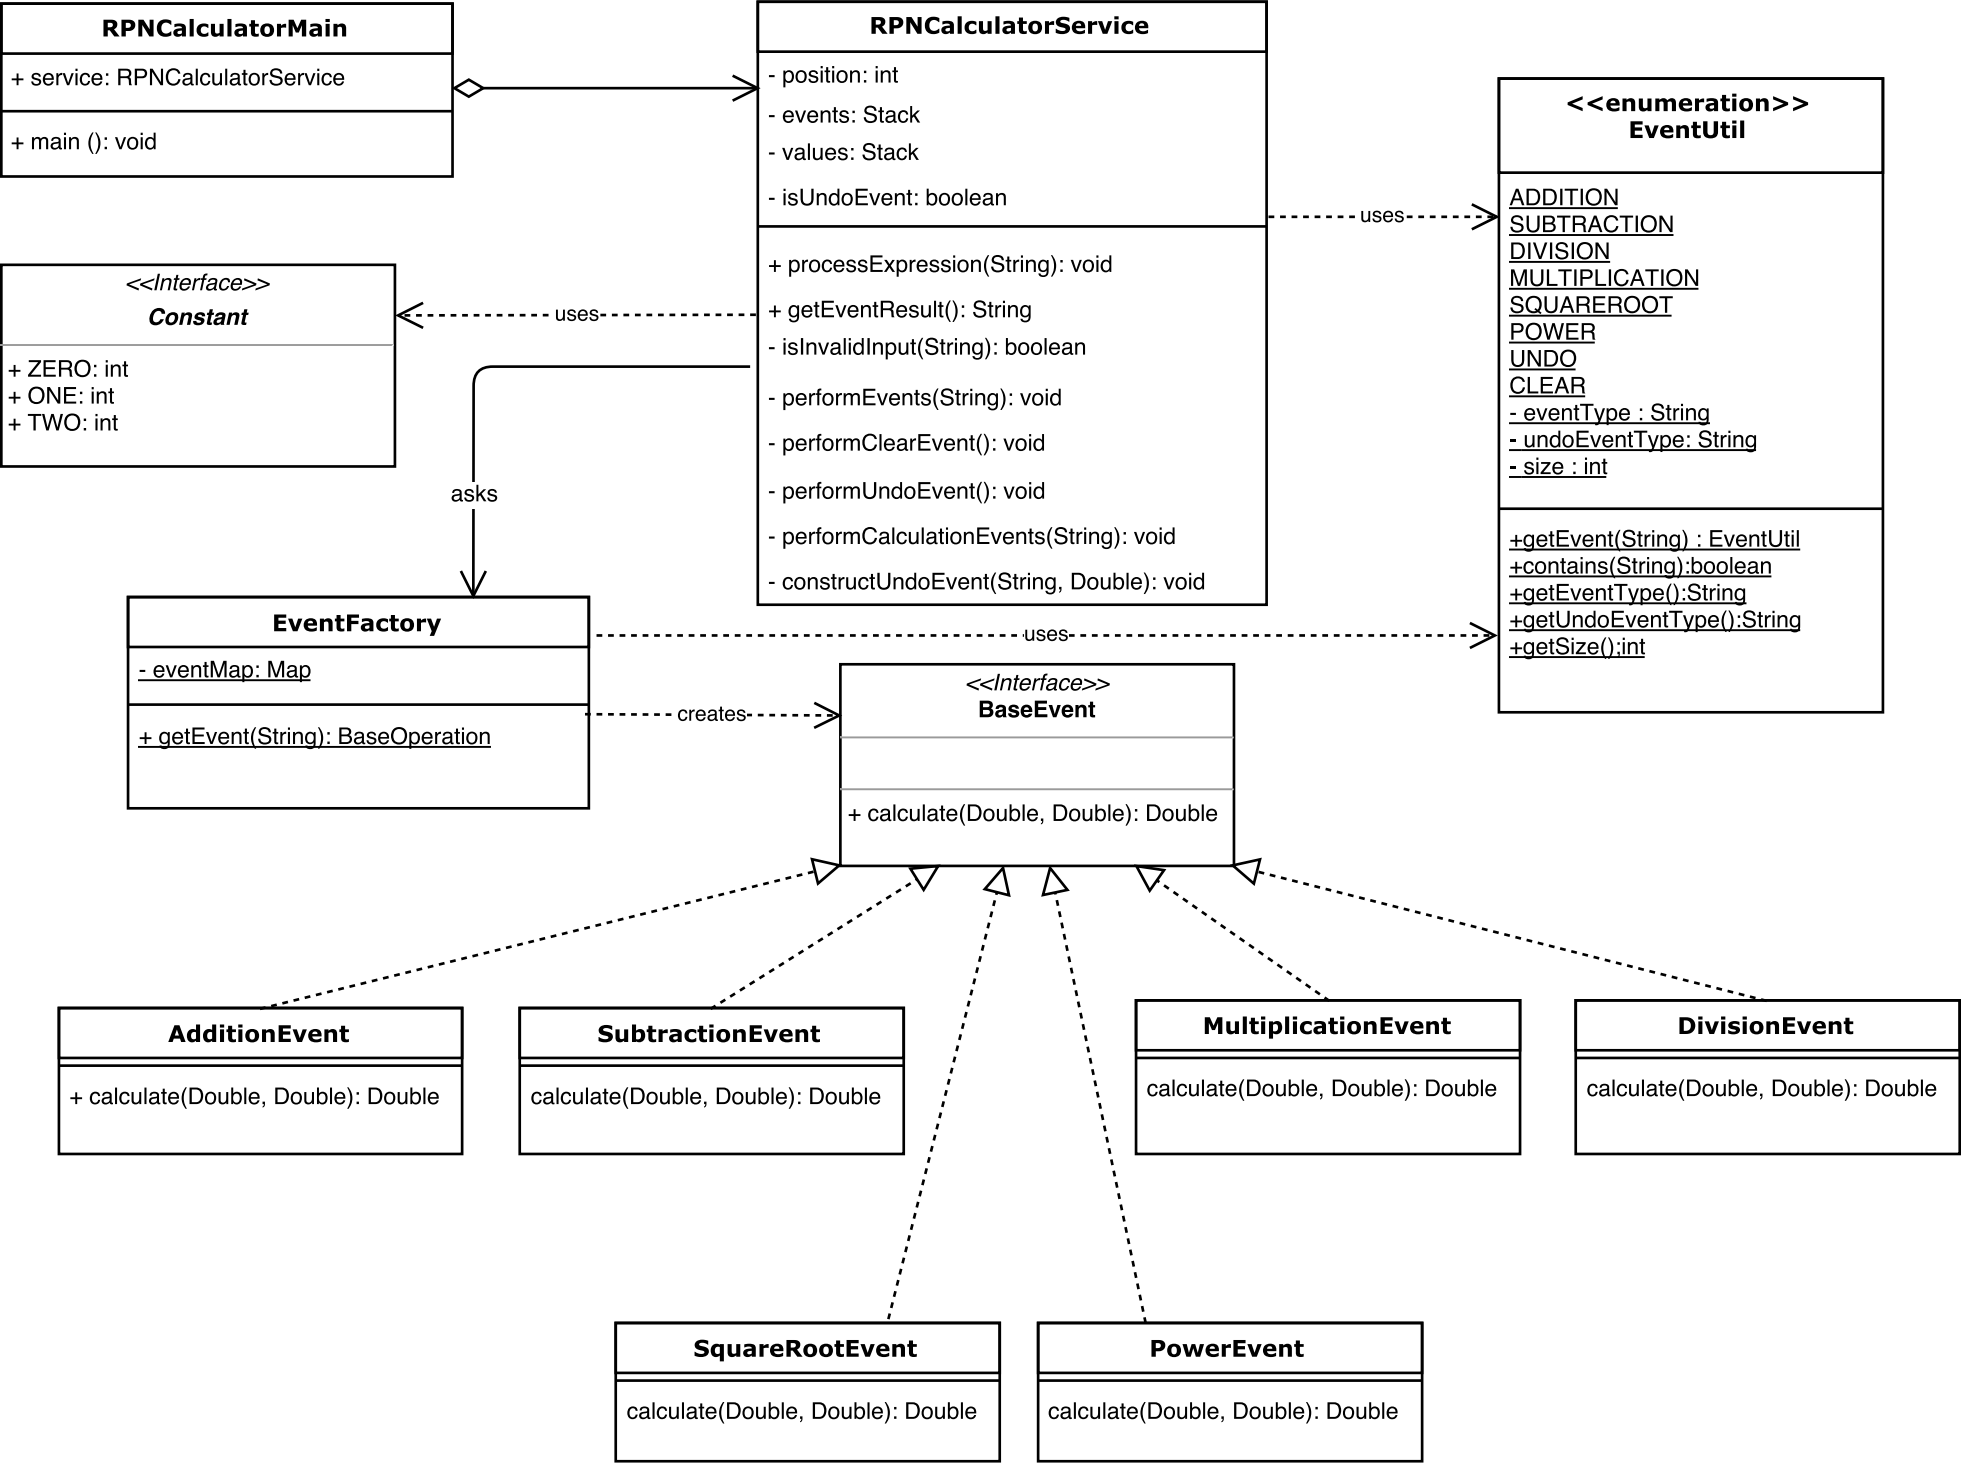 RPNCalculatorMain
+ service: RPNCalculatorService
+ main (): void
RPNCalculatorService
- position: int
- events: Stack
- values: Stack
- isUndoEvent: boolean
+ processExpression(String): void
+ getEventResult(): String
- isInvalidInput(String): boolean
- performEvents(String): void
- performClearEvent(): void
- performUndoEvent(): void
- performCalculationEvents(String): void
- constructUndoEvent(String, Double): void
uses
<<enumeration>>
EventUtil
ADDITION
SUBTRACTION
DIVISION
MULTIPLICATION
SQUAREROOT
POWER
UNDO
CLEAR
- eventType : String
- undoEventType: String
- size : int
+getEvent(String) : EventUtil
+contains(String):boolean
+getEventType():String
+getUndoEventType():String
+getSize();int
<<Interface>>
Constant
+ ZERO: int
+ ONE: int
+ TWO: int
uses
asks
EventFactory
- eventMap: Map
+ getEvent(String): BaseOperation
uses
creates
<<Interface>>
BaseEvent
+ calculate(Double, Double): Double
AdditionEvent
+ calculate(Double, Double): Double
SubtractionEvent
calculate(Double, Double): Double
MultiplicationEvent
calculate(Double, Double): Double
DivisionEvent
calculate(Double, Double): Double
SquareRootEvent
calculate(Double, Double): Double
PowerEvent
calculate(Double, Double): Double